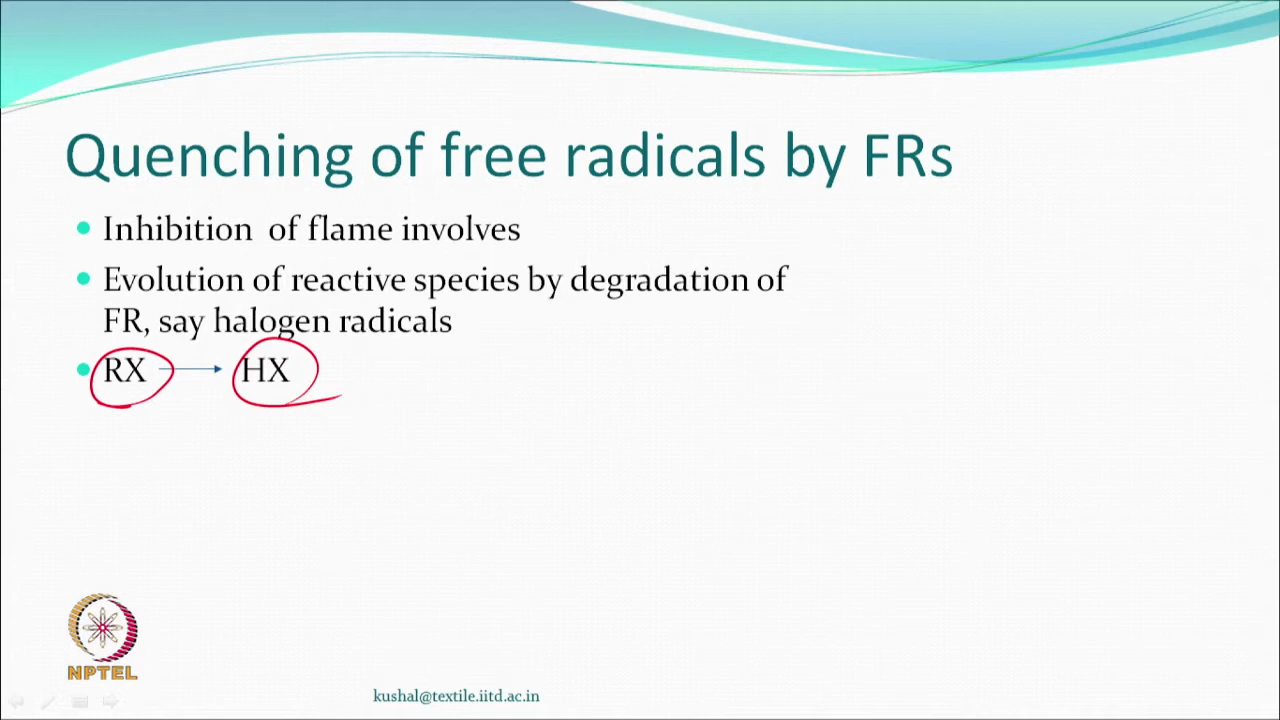 Quenching of free radicals by FRs
Inhibition of flame involves
Evolution of reactive species by degradation of
FR, say halogen radicals
RX → HX
NPTEL
kushal@textile.iitd.ac.in